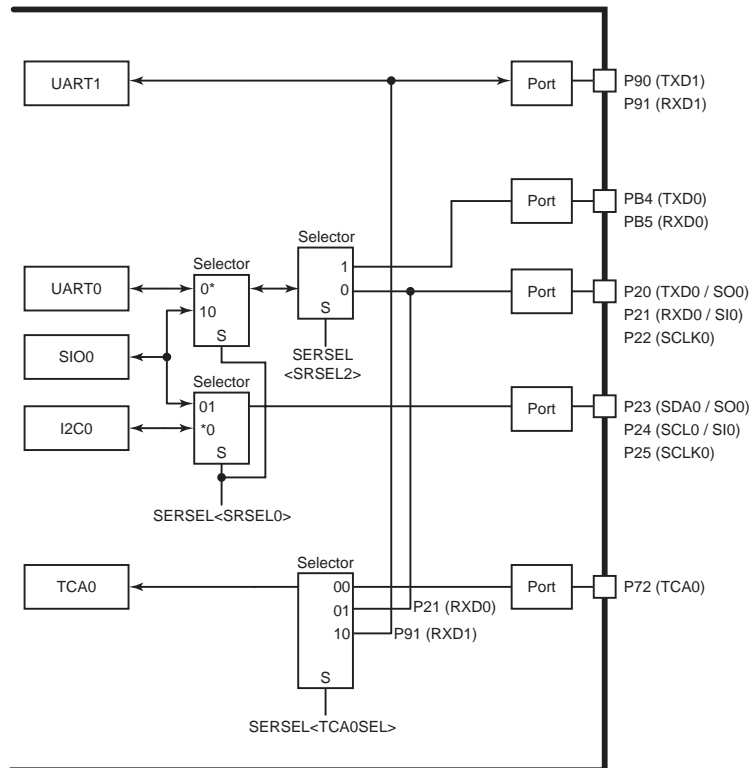 UART1
Port
P90 (TXD1)
P91 (RXD1)
Port
PB4 (TXD0)
PB5 (RXD0)
Selector
1
0
S
SERSEL
<SRSEL2>
UART0
Selector
0*
10
S
Port
P20 (TXD0 / SO0)
P21 (RXD0 / SI0)
P22 (SCLK0)
SIO0
Selector
01
*0
S
SERSEL<SRSEL0>
I2C0
Port
P23 (SDA0 / SO0)
P24 (SCL0 / SI0)
P25 (SCLK0)
TCA0
Selector
00
01
10
S
P21 (RXD0)
P91 (RXD1)
SERSEL<TCA0SEL>
Port
P72 (TCA0)